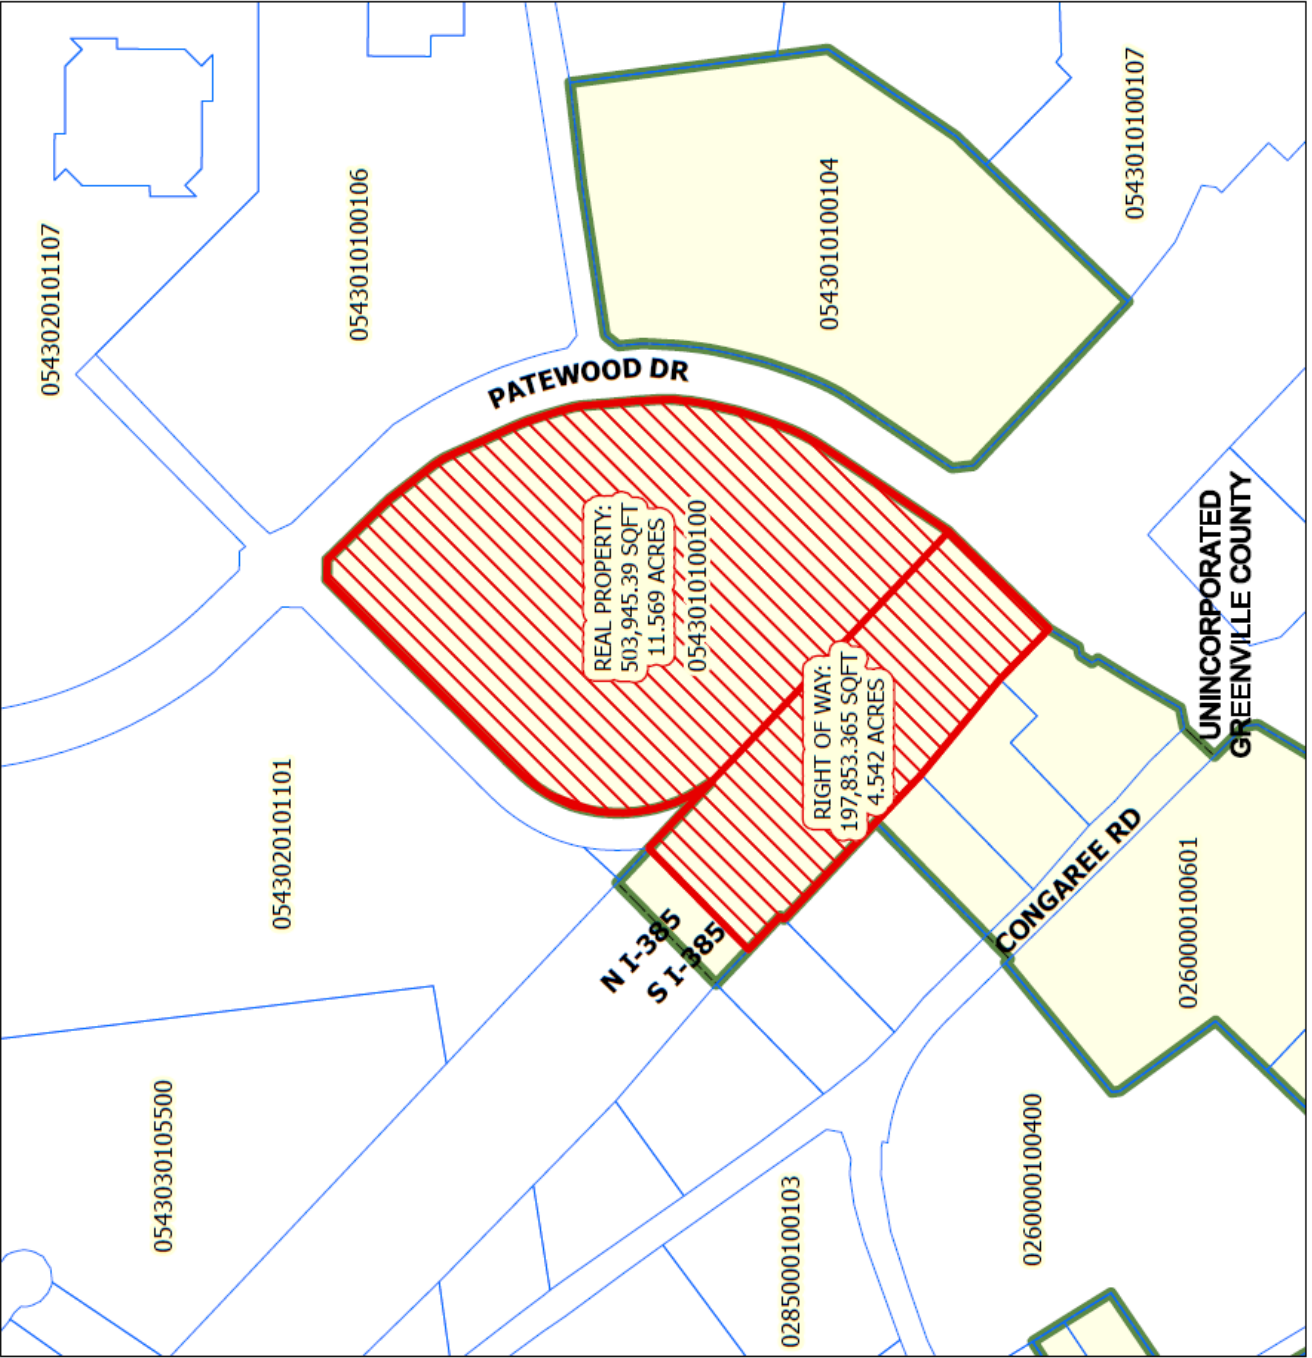 0543020101107
0543010100106
0543010100104
0543010100107
PATEWOOD DR
REAL PROPERTY:
503,945.39 SQFT
11.569 ACRES
0543010100100
UNINCORPORATED
GREENVILLE COUNTY
RIGHT OF WAY:
197,853.365 SQFT
4.542 ACRES
0543020101101
N I-385
S I-385
CONGAREE RD
0260000100601
0543030105500
0285000100103
0260000100400